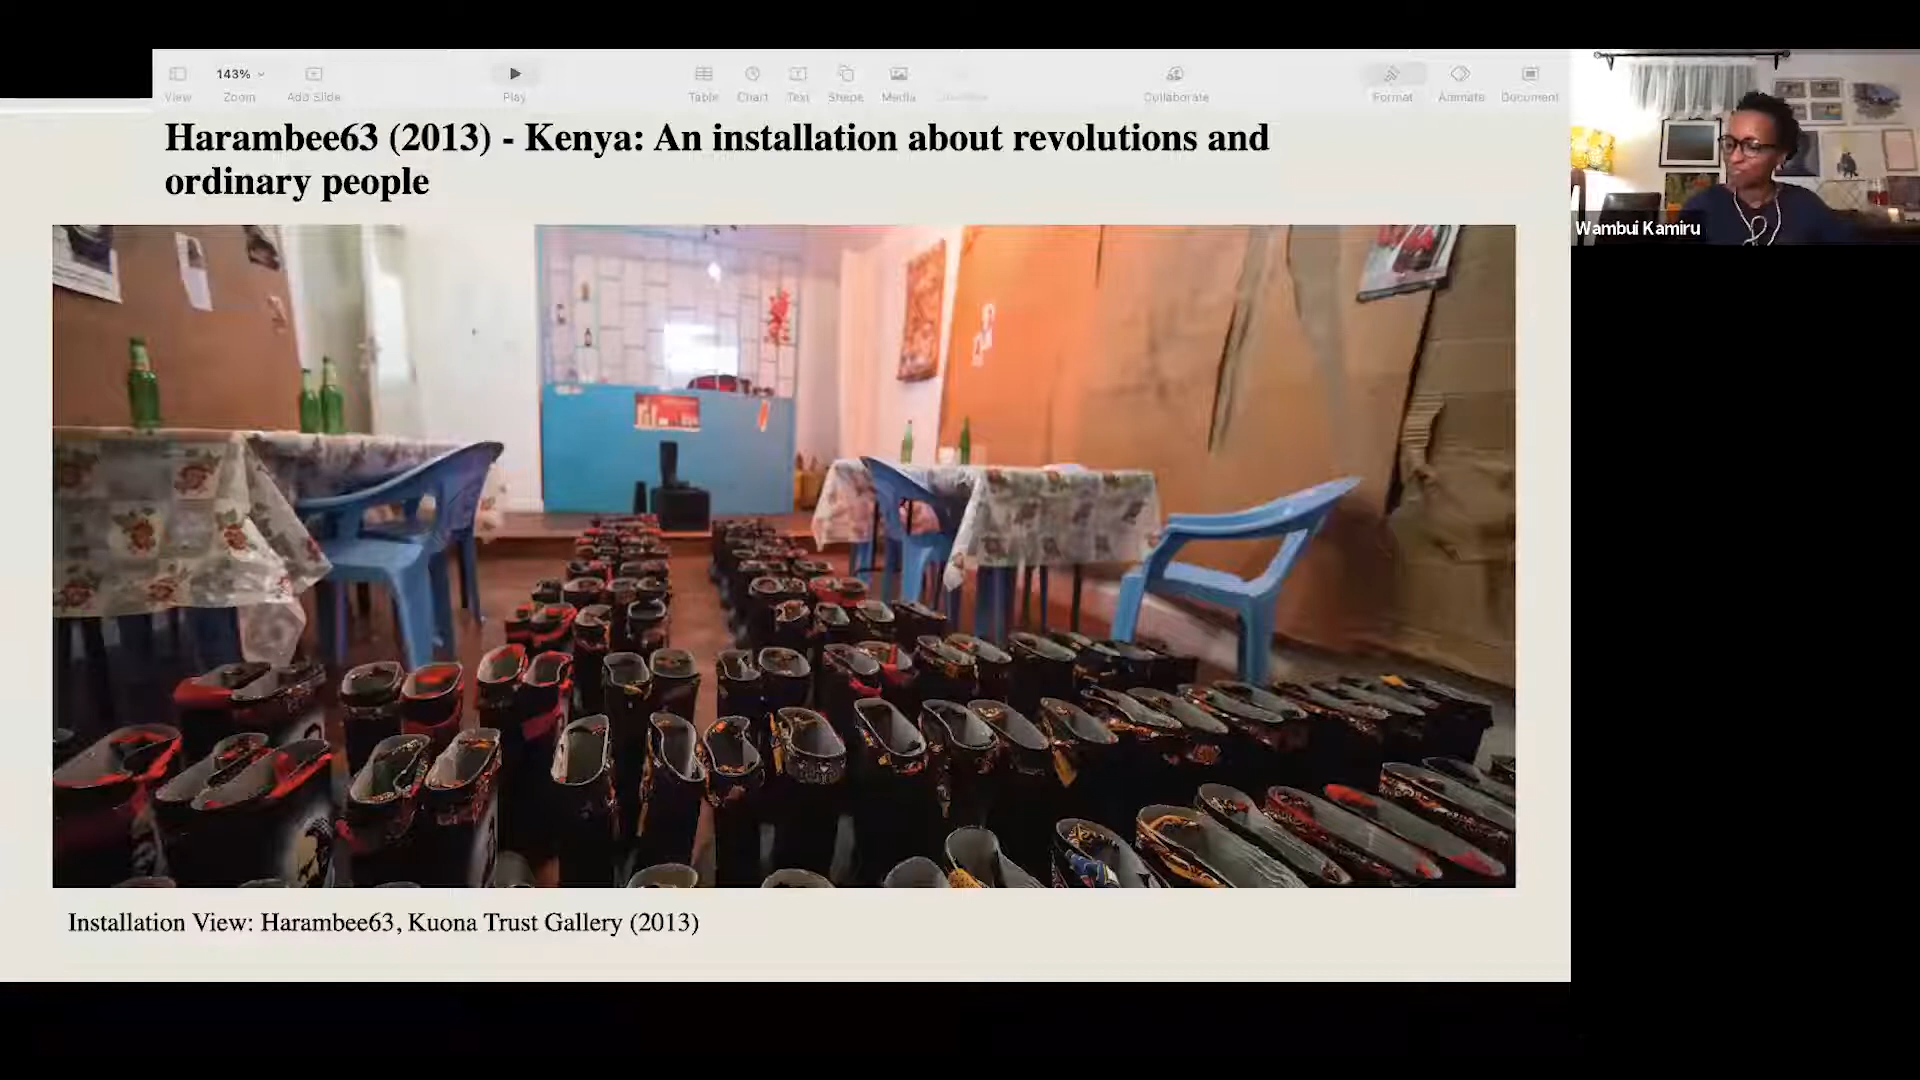 143%
View
Zoom
Add Slide
Play
Table
Chart
Text
Shape
Media
Collaborate
Format
Animate
Document
Harambee63 (2013) - Kenya: An installation about revolutions and
ordinary people
Wambui Kamiru
Installation View: Harambee63, Kuona Trust Gallery (2013)